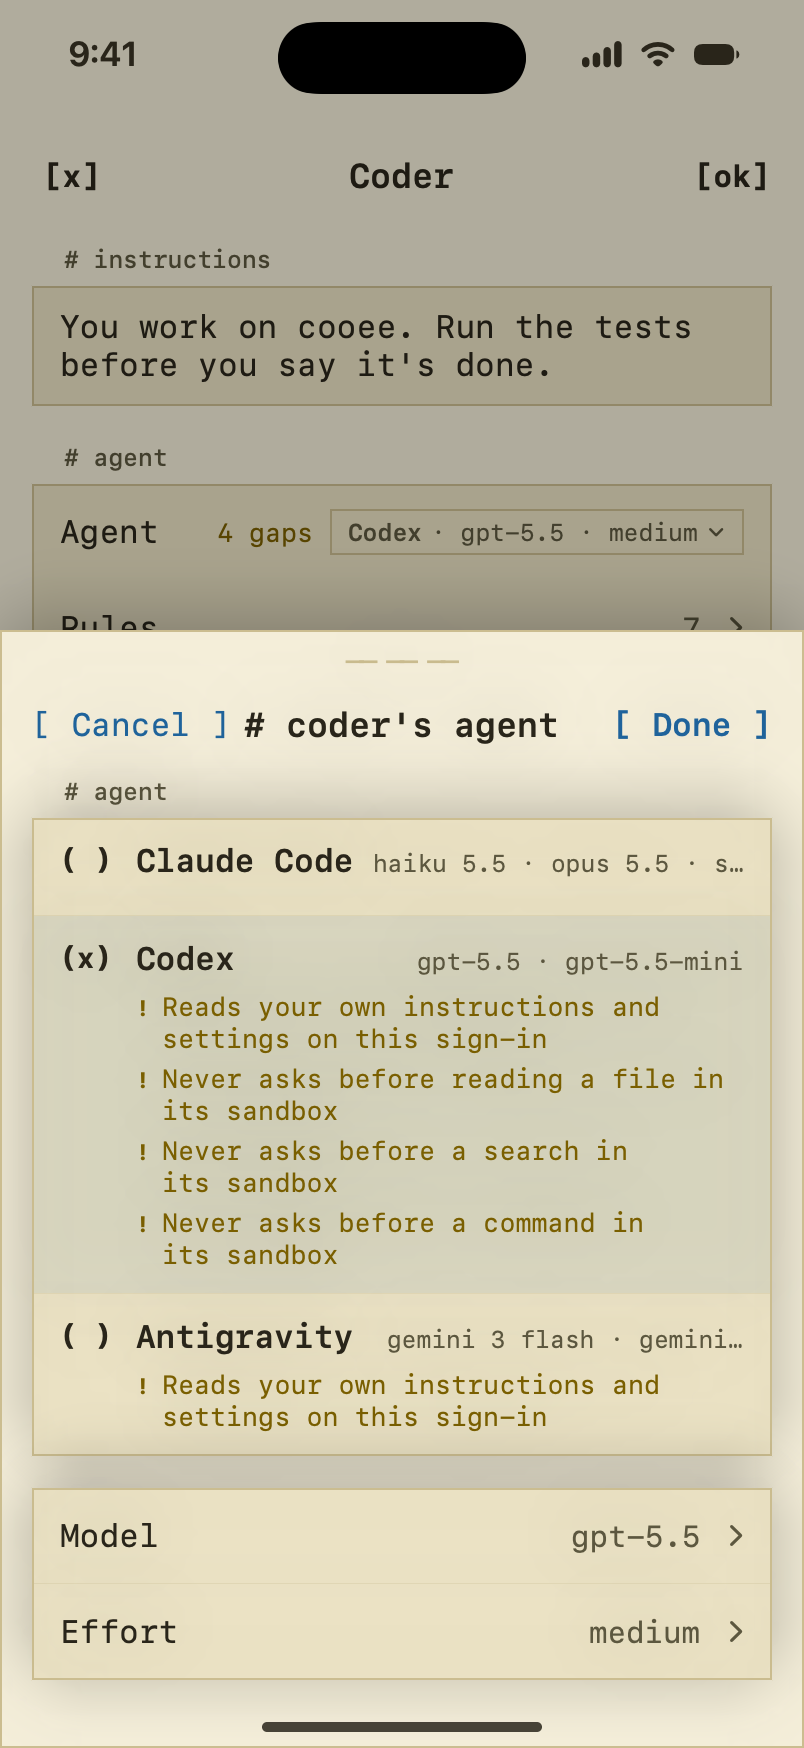 9:41
[x] Coder [ok]
# instructions
You work on cooee. Run the tests
before you say it's done.
# agent
Agent 4 gaps Codex · gpt-5.5 · medium
Rules 7 >
[ Cancel ] # coder's agent [ Done ]
# agent
( ) Claude Code haiku 5.5 · opus 5.5 · s…
(x) Codex gpt-5.5 · gpt-5.5-mini
! Reads your own instructions and
settings on this sign-in
! Never asks before reading a file in
its sandbox
! Never asks before a search in
its sandbox
! Never asks before a command in
its sandbox
( ) Antigravity gemini 3 flash · gemini…
! Reads your own instructions and
settings on this sign-in
Model gpt-5.5 >
Effort medium >